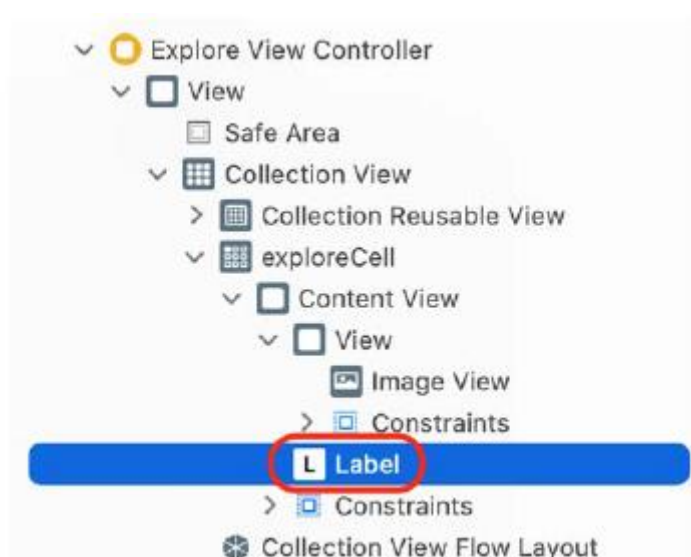 Explore View Controller
View
Safe Area
Collection View
Collection Reusable View
exploreCell
Content View
View
Image View
Constraints
L Label
Constraints
Collection View Flow Layout